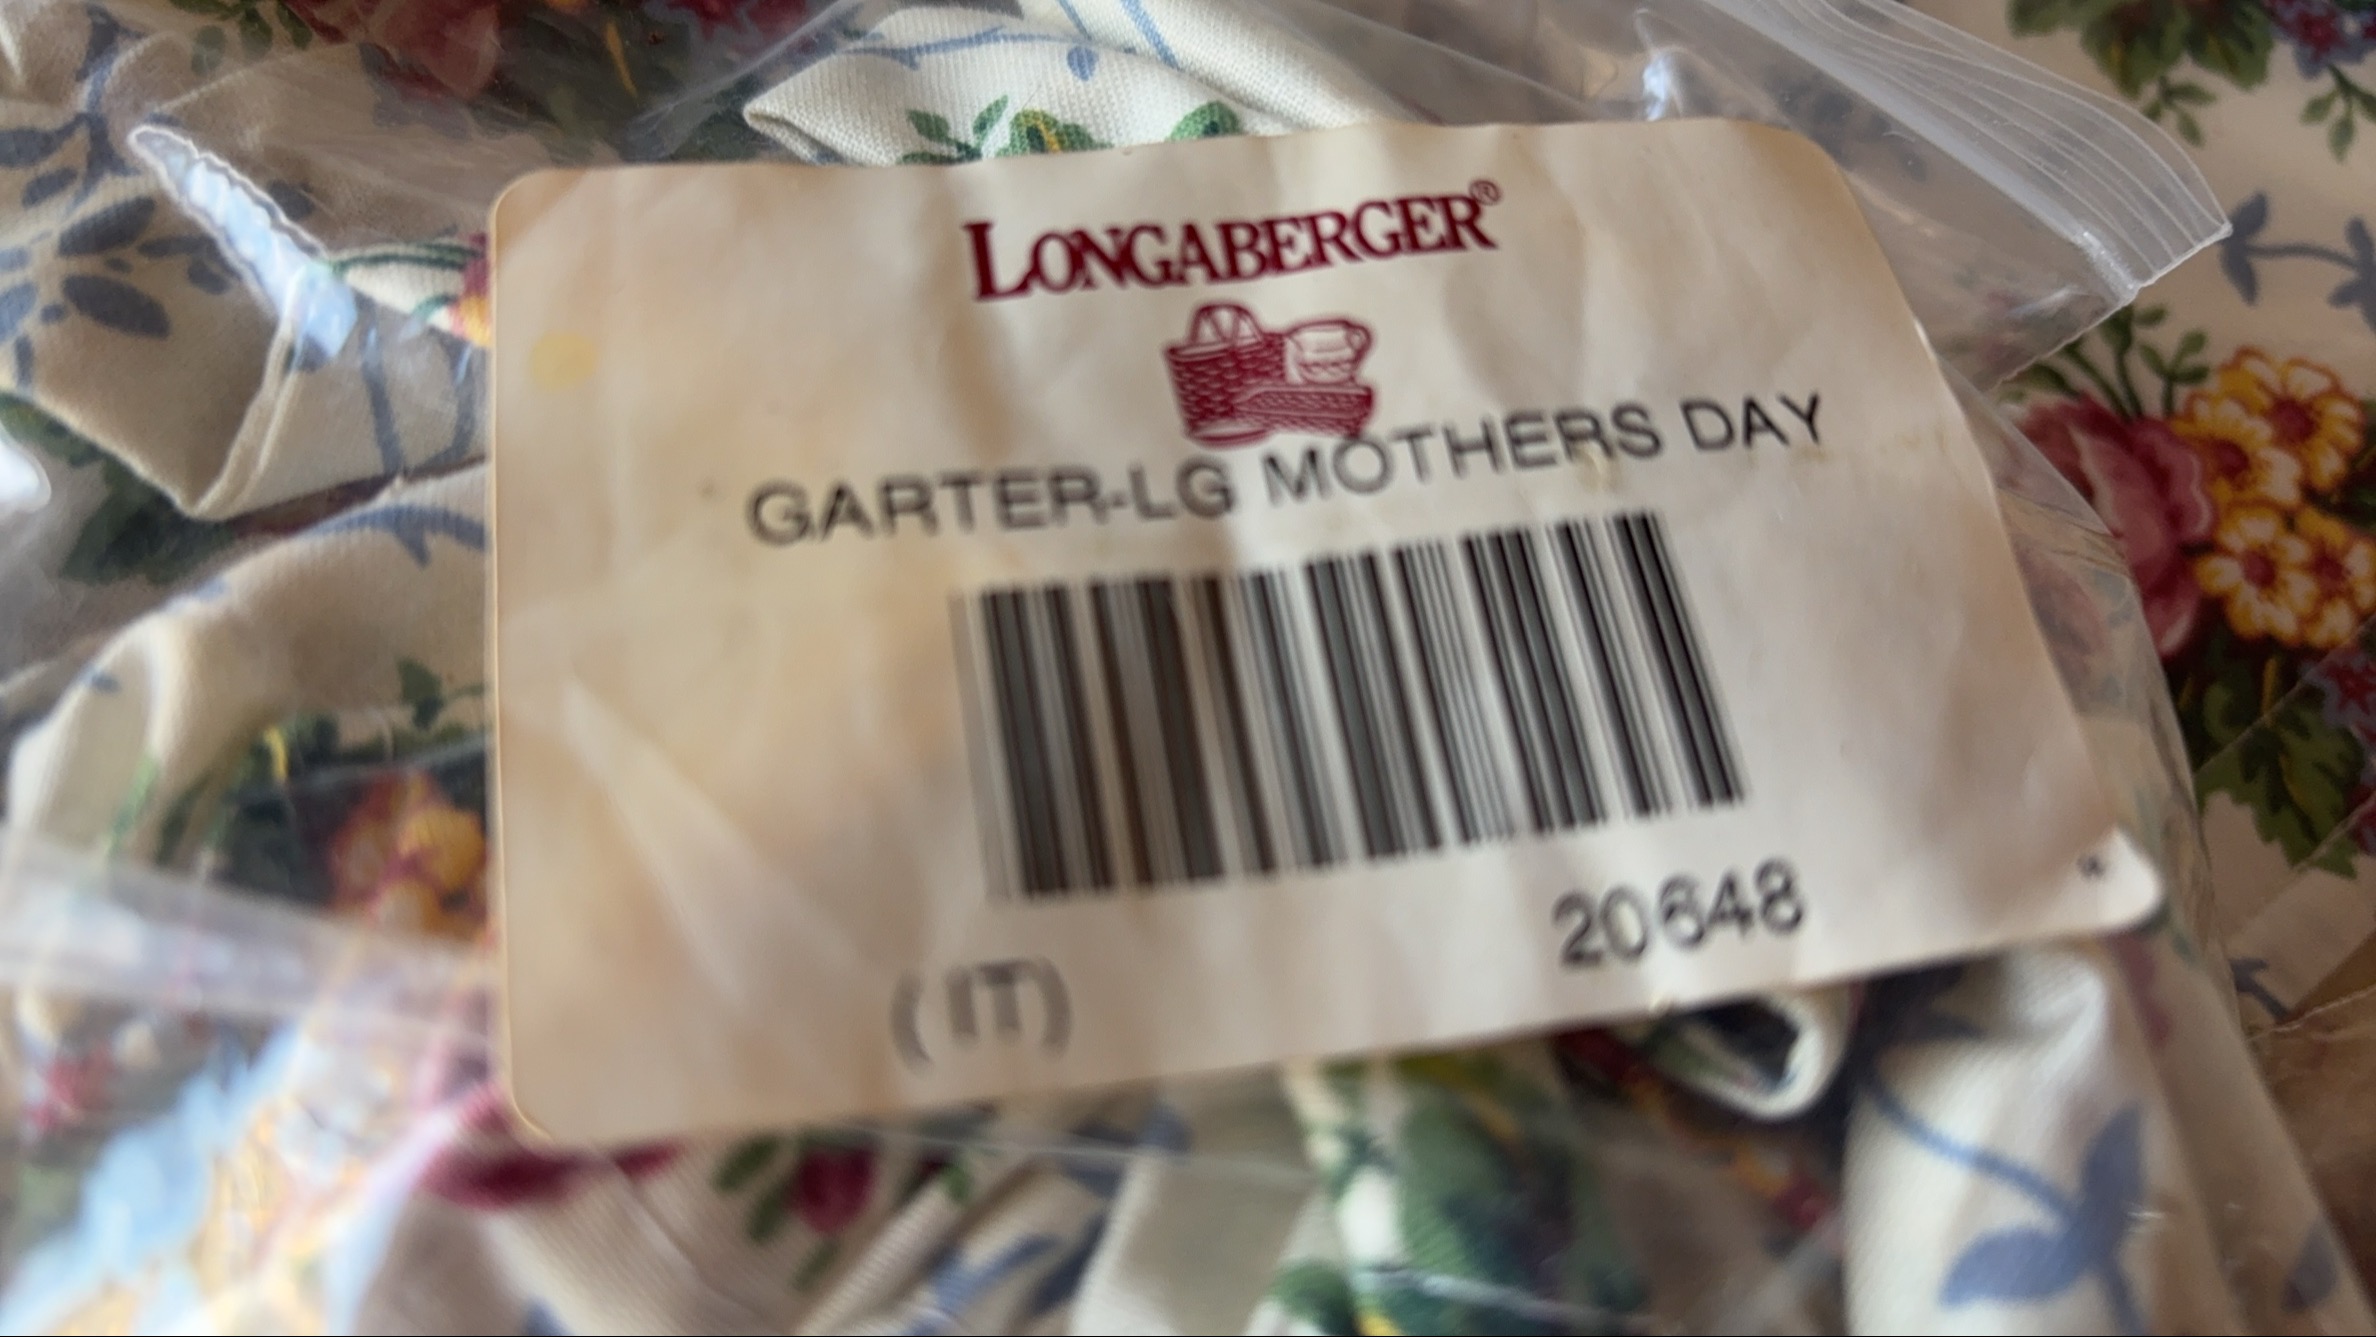 LONGABERGER®
GARTER-LG MOTHERS DAY
20648
(IT)